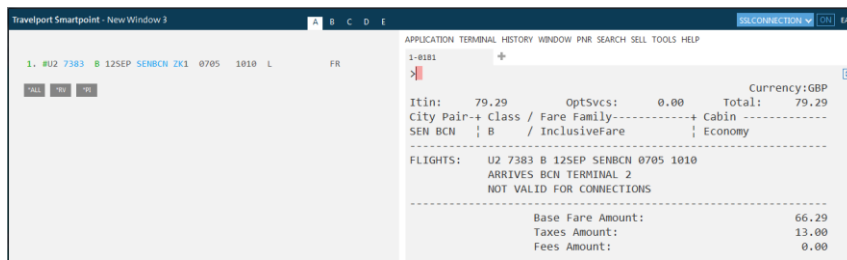 Travelport Smartpoint - New Window 3
A B C D E
SSLCONNECTION ON
APPLICATION TERMINAL HISTORY WINDOW PNR SEARCH SELL TOOLS HELP
1-01B1 +
1. #U2 7383 B 12SEP SENBCN ZK1 0705 1010 L FR
*ALL *RV *PE
>
Currency:GBP
Itin: 79.29 OptSvcs: 0.00 Total: 79.29
City Pair-+ Class / Fare Family------------+ Cabin -------------
SEN BCN ¦ B / InclusiveFare ¦ Economy
----------------------------------------------------------------
FLIGHTS: U2 7383 B 12SEP SENBCN 0705 1010
ARRIVES BCN TERMINAL 2
NOT VALID FOR CONNECTIONS
----------------------------------------------------------------
Base Fare Amount: 66.29
Taxes Amount: 13.00
Fees Amount: 0.00